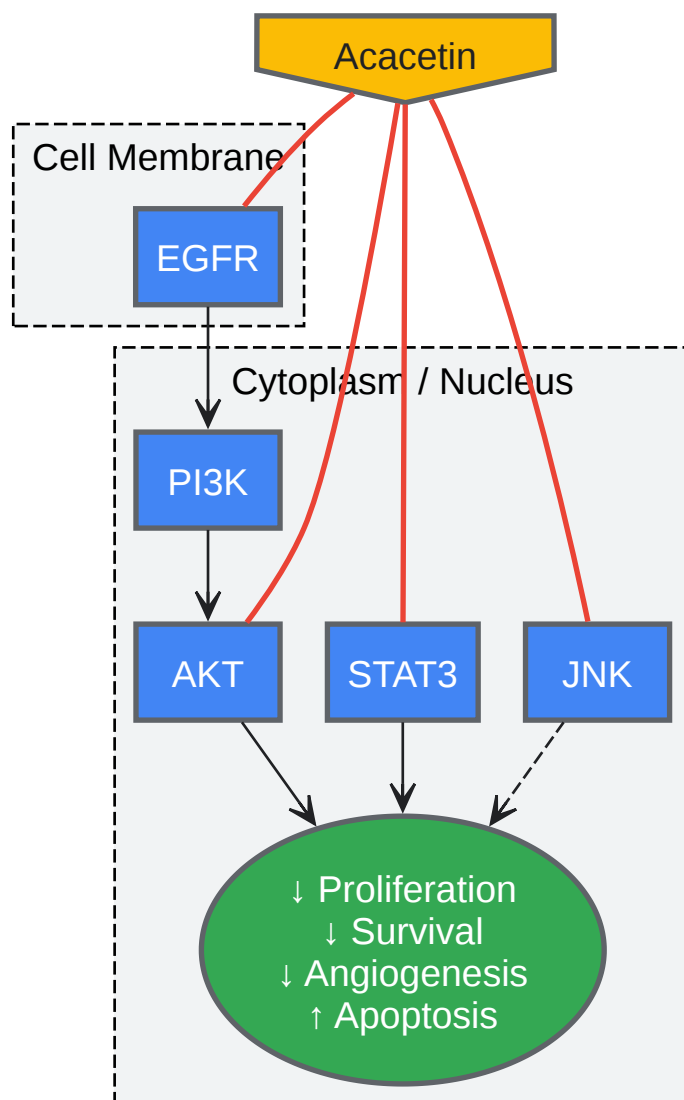 Acacetin
Cell Membrane
EGFR
Cytoplasm / Nucleus
PI3K
AKT
STAT3
JNK
↓ Proliferation
↓ Survival
↓ Angiogenesis
↑ Apoptosis